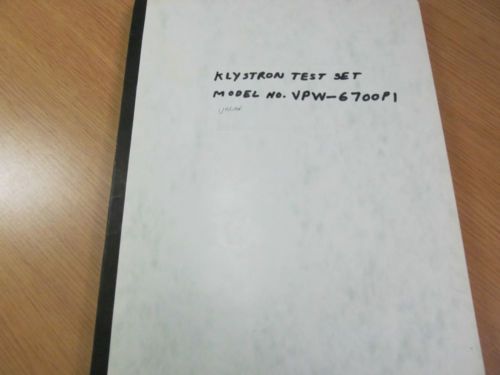 KLYSTRON TEST SET
MODEL NO. VPW-6700P1